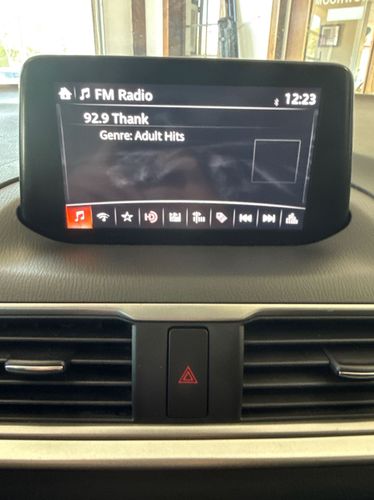 FM Radio
12:23
92.9 Thank
Genre: Adult Hits